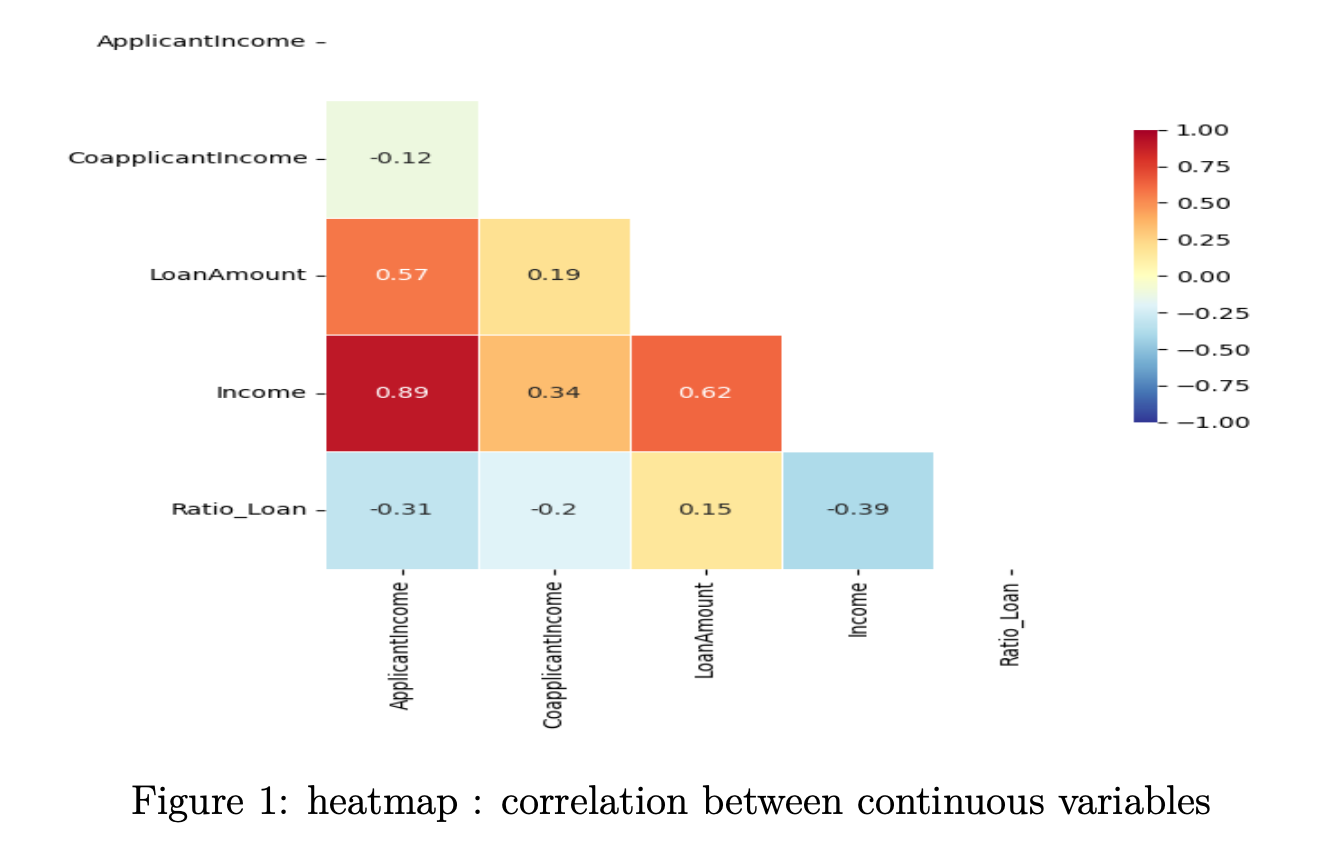 ApplicantIncome
CoapplicantIncome -0.12
LoanAmount 0.57 0.19
Income 0.89 0.34 0.62
Ratio_Loan -0.31 -0.2 0.15 -0.39
ApplicantIncome
CoapplicantIncome
LoanAmount
Income
Ratio_Loan
1.00
0.75
0.50
0.25
0.00
−0.25
−0.50
−0.75
−1.00
Figure 1: heatmap : correlation between continuous variables